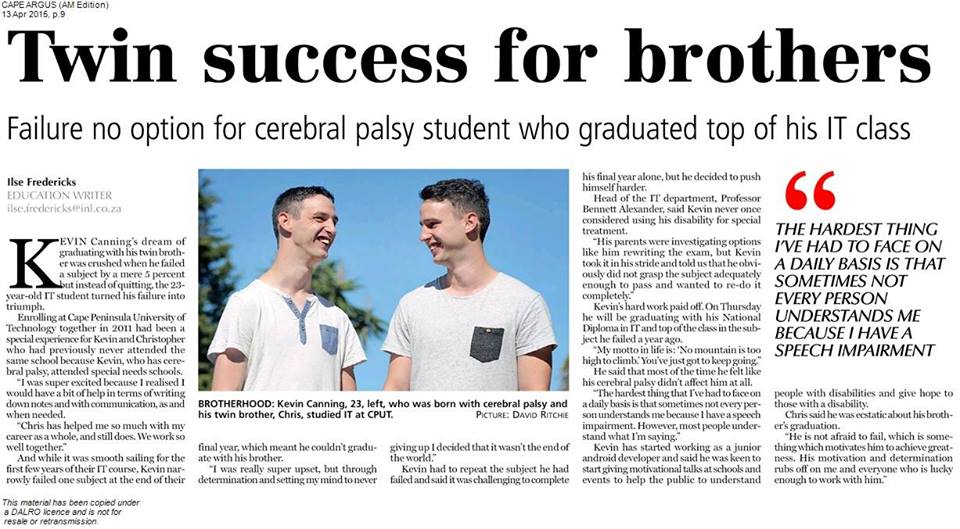 CAPE ARGUS (AM Edition)
13 Apr 2015, p.9
Twin success for brothers
Failure no option for cerebral palsy student who graduated top of his IT class
Ilse Fredericks
EDUCATION WRITER
ilse.fredericks@inl.co.za
KEVIN Canning's dream of
graduating with his twin broth-
er was crushed when he failed
a subject by a mere 5 percent
but instead of quitting, the 23-
year-old IT student turned his failure into
triumph.
Enrolling at Cape Peninsula University of
Technology together in 2011 had been a
special experience for Kevin and Christopher
who had previously never attended the
same school because Kevin, who has cere-
bral palsy, attended special needs schools.
"I was super excited because I realised I
would have a bit of help in terms of writing
down notes and with communication, as and
when needed.
"Chris has helped me so much with my
career as a whole, and still does. We work so
well together."
And while it was smooth sailing for the
first few years of their IT course, Kevin nar-
rowly failed one subject at the end of their
BROTHERHOOD: Kevin Canning, 23, left, who was born with cerebral palsy and
his twin brother, Chris, studied IT at CPUT. PICTURE: DAVID RITCHIE
final year, which meant he couldn't gradu-
ate with his brother.
"I was really super upset, but through
determination and setting my mind to never
giving up I decided that it wasn't the end of
the world."
Kevin had to repeat the subject he had
failed and said it was challenging to complete
his final year alone, but he decided to push
himself harder.
Head of the IT department, Professor
Bennett Alexander, said Kevin never once
considered using his disability for special
treatment.
"His parents were investigating options
like him rewriting the exam, but Kevin
took it in his stride and told us that he obvi-
ously did not grasp the subject adequately
enough to pass and wanted to re-do it
completely."
Kevin's hard work paid off. On Thursday
he will be graduating with his National
Diploma in IT and top of the class in the sub-
ject he failed a year ago.
"My motto in life is: 'No mountain is too
high to climb.' You've just got to keep going."
He said that most of the time he felt like
his cerebral palsy didn't affect him at all.
"The hardest thing that I've had to face on
a daily basis is that sometimes not every per-
son understands me because I have a speech
impairment. However, most people under-
stand what I'm saying."
Kevin has started working as a junior
android developer and said he was keen to
start giving motivational talks at schools and
events to help the public to understand
“
THE HARDEST THING
I'VE HAD TO FACE ON
A DAILY BASIS IS THAT
SOMETIMES NOT
EVERY PERSON
UNDERSTANDS ME
BECAUSE I HAVE A
SPEECH IMPAIRMENT
people with disabilities and give hope to
those with a disability.
Chris said he was ecstatic about his broth-
er's graduation.
"He is not afraid to fail, which is some-
thing which motivates him to achieve great-
ness. His motivation and determination
rubs off on me and everyone who is lucky
enough to work with him."
This material has been copied under
a DALRO licence and is not for
resale or retransmission.